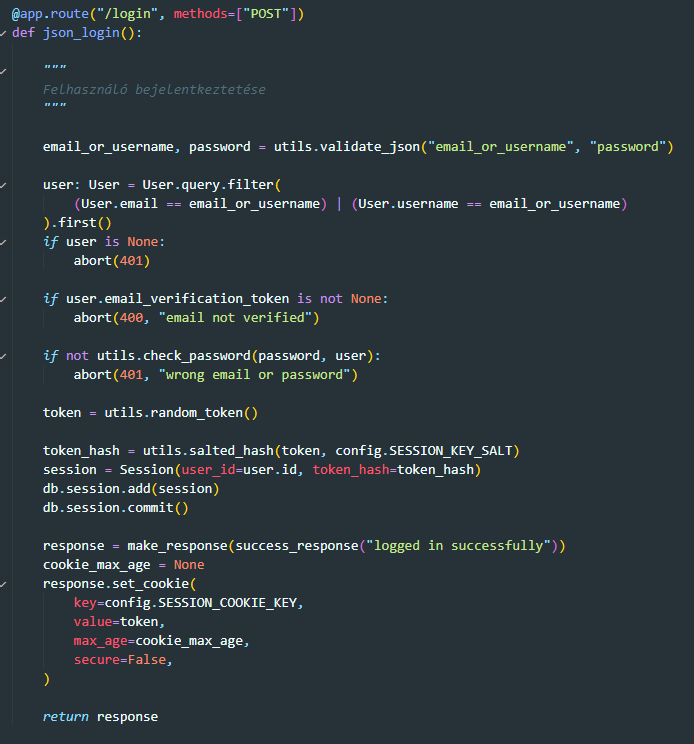 @app.route("/login", methods=["POST"])
def json_login():
"""
Felhasználó bejelentkeztetése
"""
email_or_username, password = utils.validate_json("email_or_username", "password")
user: User = User.query.filter(
(User.email == email_or_username) | (User.username == email_or_username)
).first()
if user is None:
abort(401)
if user.email_verification_token is not None:
abort(400, "email not verified")
if not utils.check_password(password, user):
abort(401, "wrong email or password")
token = utils.random_token()
token_hash = utils.salted_hash(token, config.SESSION_KEY_SALT)
session = Session(user_id=user.id, token_hash=token_hash)
db.session.add(session)
db.session.commit()
response = make_response(success_response("logged in successfully"))
cookie_max_age = None
response.set_cookie(
key=config.SESSION_COOKIE_KEY,
value=token,
max_age=cookie_max_age,
secure=False,
)
return response